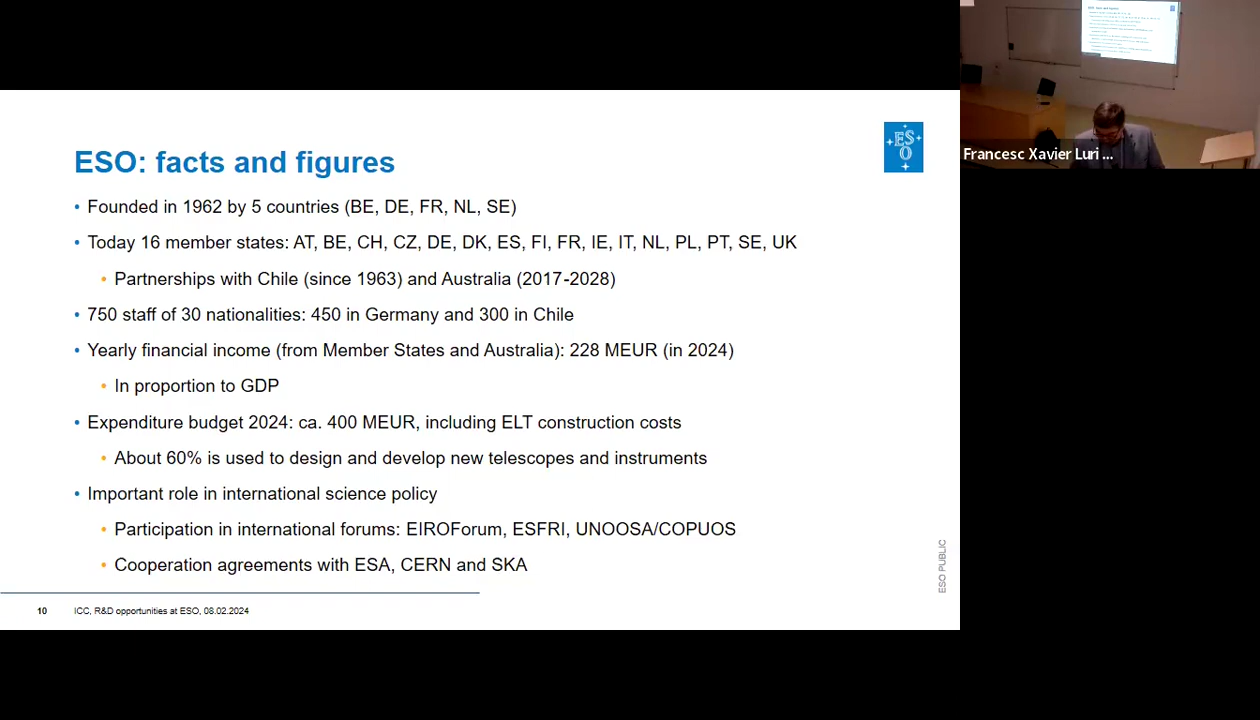 ESO: facts and figures
ES
O
• Founded in 1962 by 5 countries (BE, DE, FR, NL, SE)
• Today 16 member states: AT, BE, CH, CZ, DE, DK, ES, FI, FR, IE, IT, NL, PL, PT, SE, UK
• Partnerships with Chile (since 1963) and Australia (2017-2028)
• 750 staff of 30 nationalities: 450 in Germany and 300 in Chile
• Yearly financial income (from Member States and Australia): 228 MEUR (in 2024)
• In proportion to GDP
• Expenditure budget 2024: ca. 400 MEUR, including ELT construction costs
• About 60% is used to design and develop new telescopes and instruments
• Important role in international science policy
• Participation in international forums: EIROForum, ESFRI, UNOOSA/COPUOS
• Cooperation agreements with ESA, CERN and SKA
ESO PUBLIC
10 ICC, R&D opportunities at ESO, 08.02.2024
Francesc Xavier Luri ...